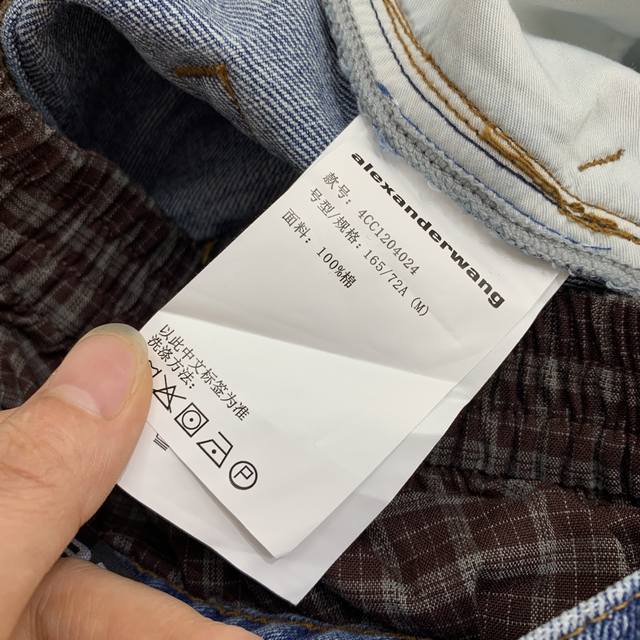 alexanderwang
款号: 4CC1204024
号型/规格: 165/72A (M)
面料: 100%棉
洗涤方法:
以此中文标签为准
P